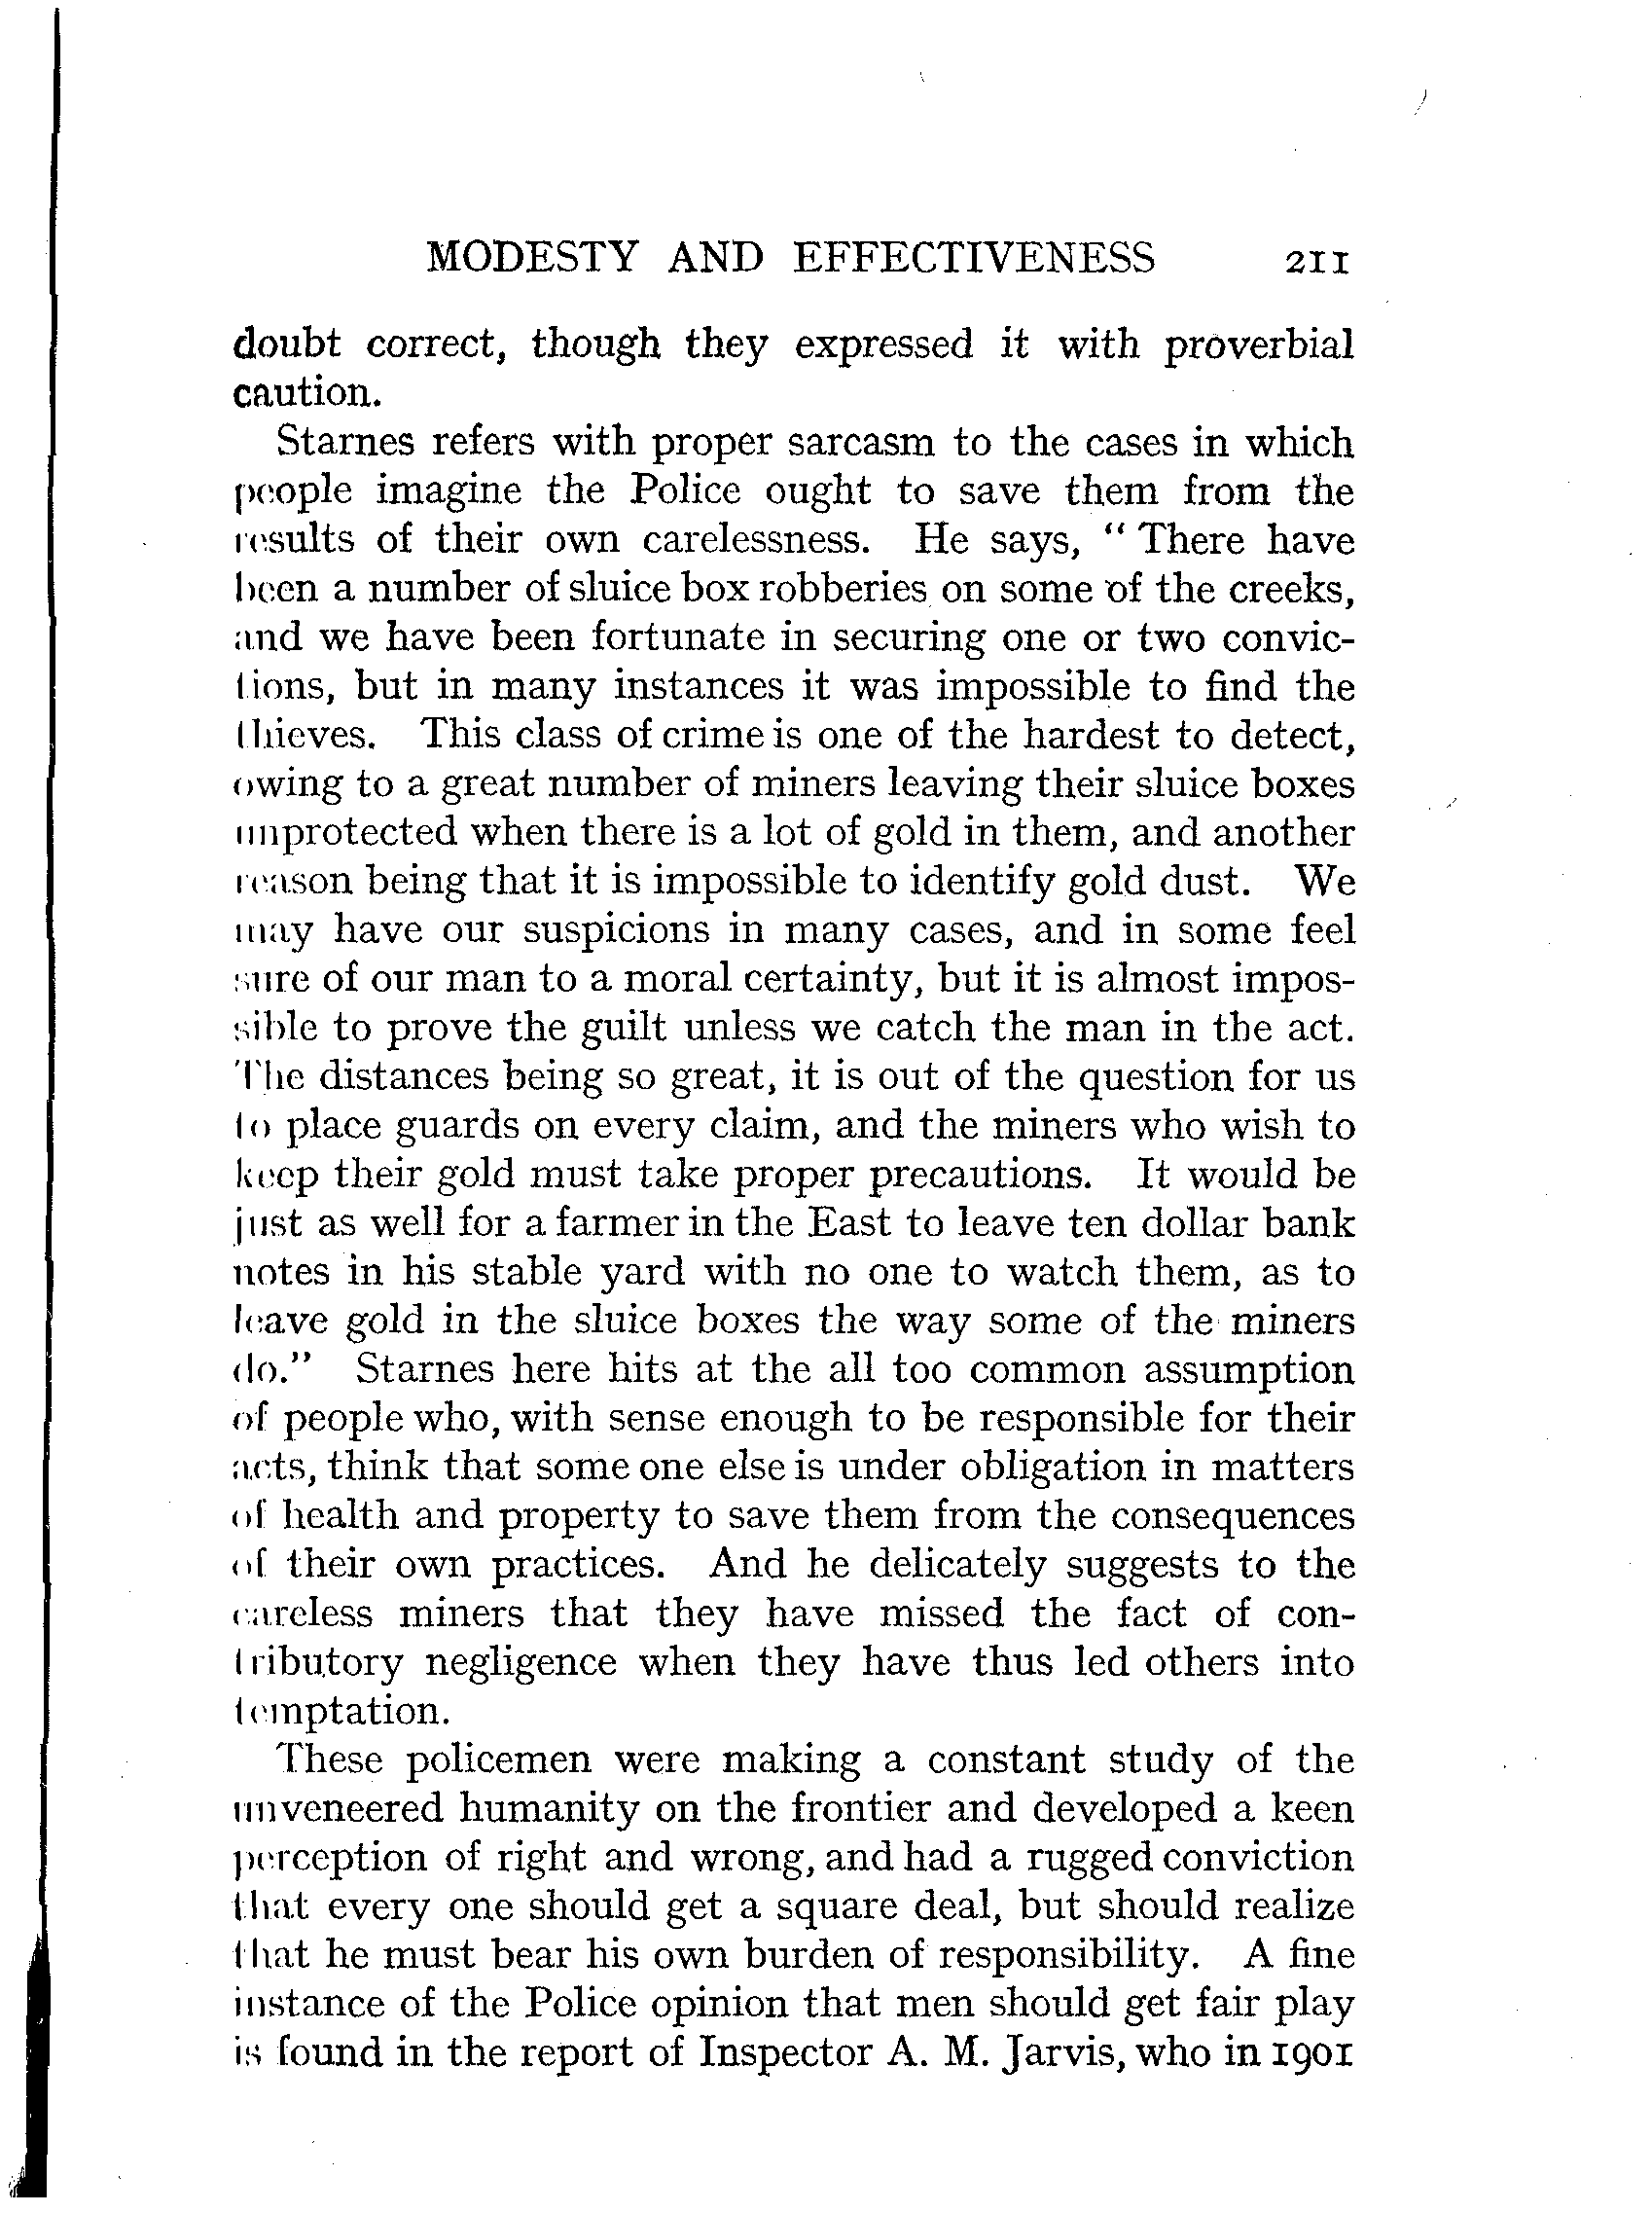 MODESTY AND EFFECTIVENESS 211
doubt correct, though they expressed it with proverbial
caution.
Starnes refers with proper sarcasm to the cases in which
people imagine the Police ought to save them from the
results of their own carelessness. He says, “ There have
been a number of sluice box robberies on some of the creeks,
and we have been fortunate in securing one or two convic-
tions, but in many instances it was impossible to find the
thieves. This class of crime is one of the hardest to detect,
owing to a great number of miners leaving their sluice boxes
unprotected when there is a lot of gold in them, and another
reason being that it is impossible to identify gold dust. We
may have our suspicions in many cases, and in some feel
sure of our man to a moral certainty, but it is almost impos-
sible to prove the guilt unless we catch the man in the act.
The distances being so great, it is out of the question for us
to place guards on every claim, and the miners who wish to
keep their gold must take proper precautions. It would be
just as well for a farmer in the East to leave ten dollar bank
notes in his stable yard with no one to watch them, as to
leave gold in the sluice boxes the way some of the miners
do.” Starnes here hits at the all too common assumption
of people who, with sense enough to be responsible for their
acts, think that some one else is under obligation in matters
of health and property to save them from the consequences
of their own practices. And he delicately suggests to the
careless miners that they have missed the fact of con-
tributory negligence when they have thus led others into
temptation.
These policemen were making a constant study of the
unveneered humanity on the frontier and developed a keen
perception of right and wrong, and had a rugged conviction
that every one should get a square deal, but should realize
that he must bear his own burden of responsibility. A fine
instance of the Police opinion that men should get fair play
is found in the report of Inspector A. M. Jarvis, who in 1901